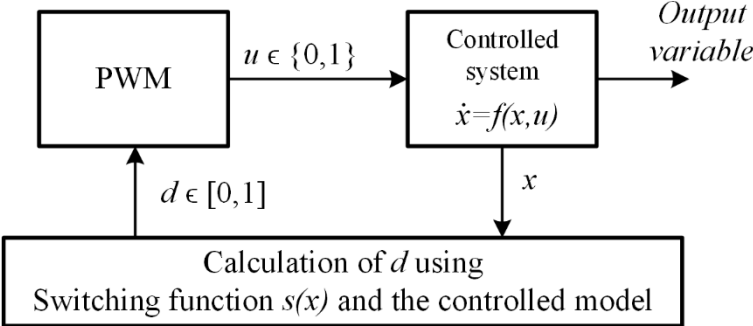 PWM
u ϵ {0,1}
Controlled
system
ẋ=f(x,u)
Output
variable
d ϵ [0,1]
x
Calculation of d using
Switching function s(x) and the controlled model